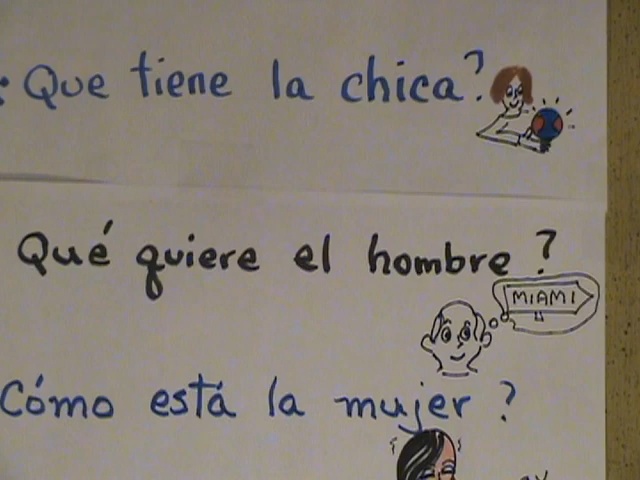 : Que tiene la chica?
Qué quiere el hombre?
MIAMI
Cómo está la mujer?